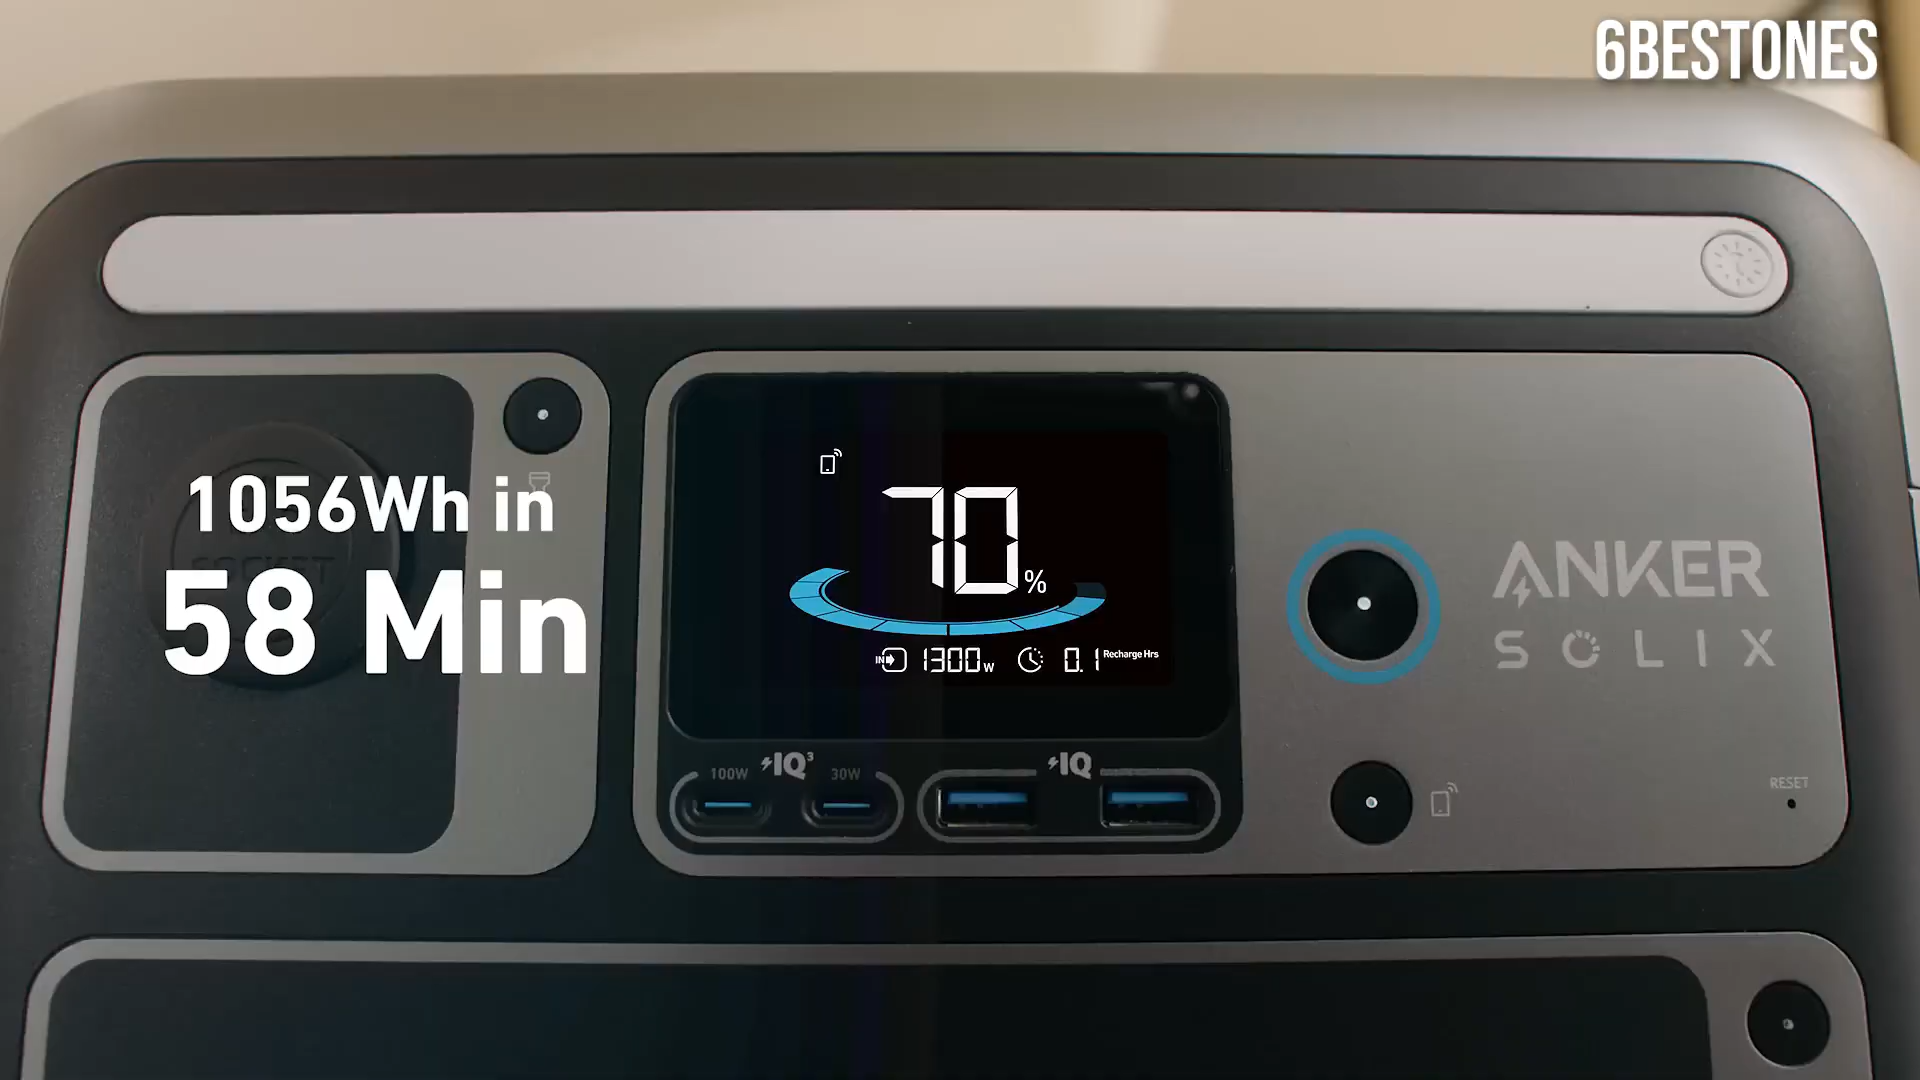 6BESTONES
1056Wh in
58 Min
70%
IN 1300W 0.1 Recharge Hrs
100W IQ³ 30W
IQ
ANKER
SOLIX
RESET
SOCKET